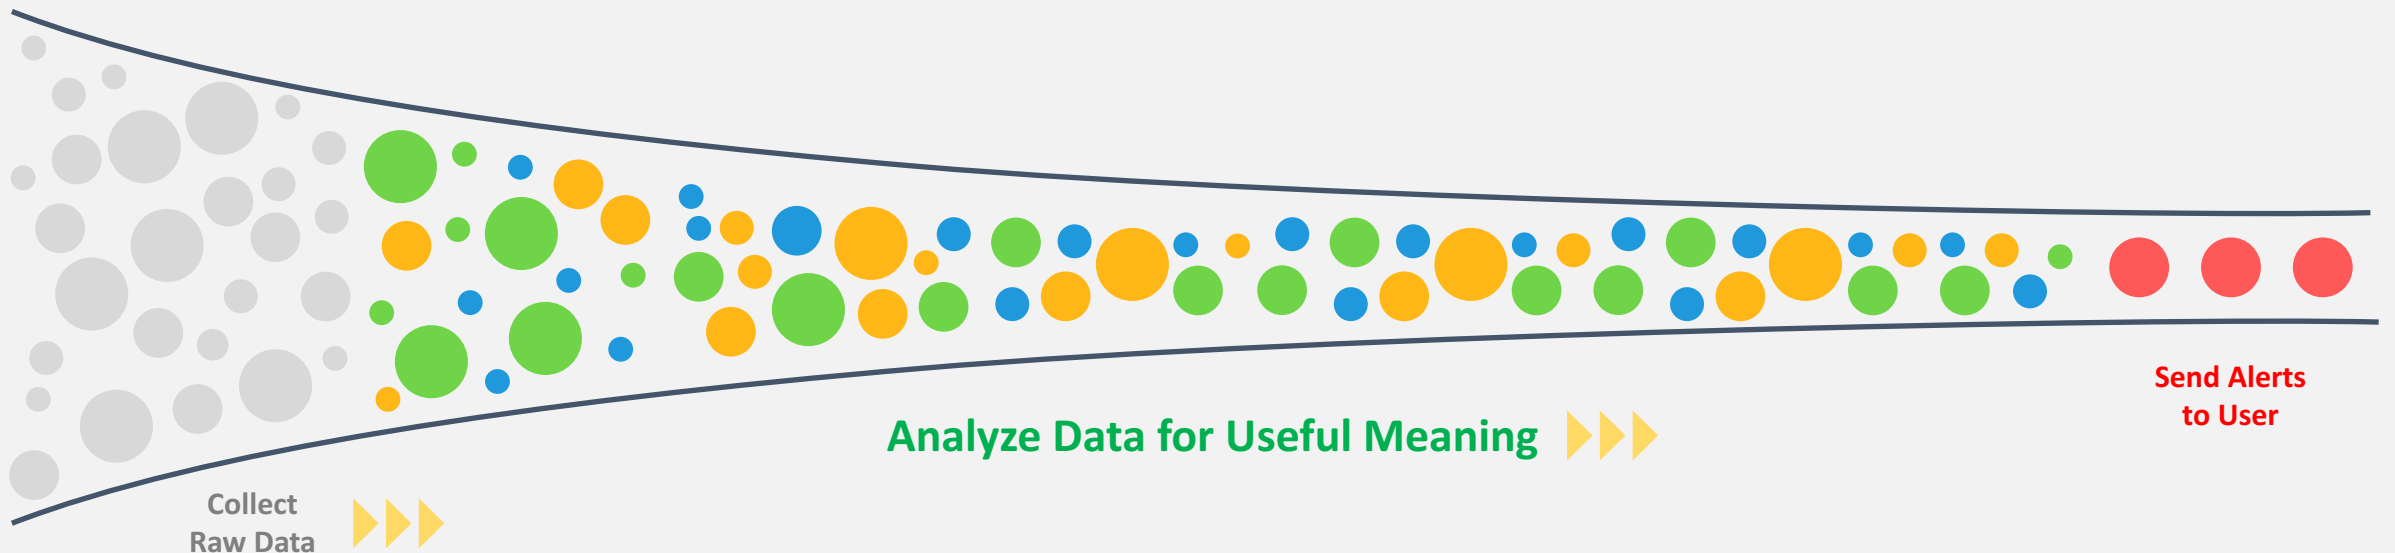 Collect
Raw Data
Analyze Data for Useful Meaning
Send Alerts
to User